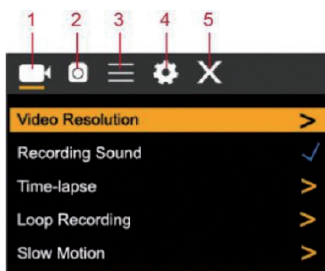 1 2 3 4 5
Video Resolution >
Recording Sound
Time-lapse >
Loop Recording >
Slow Motion >